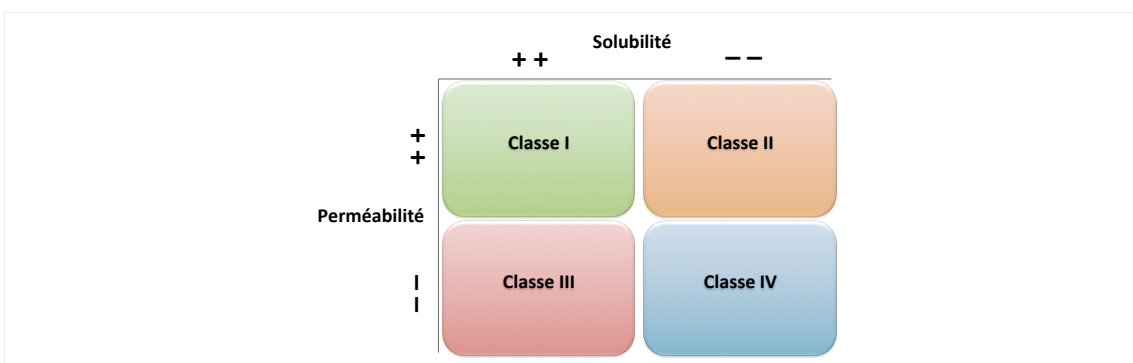 Solubilité
++ −−
++
Classe I Classe II
Perméabilité
−−
Classe III Classe IV